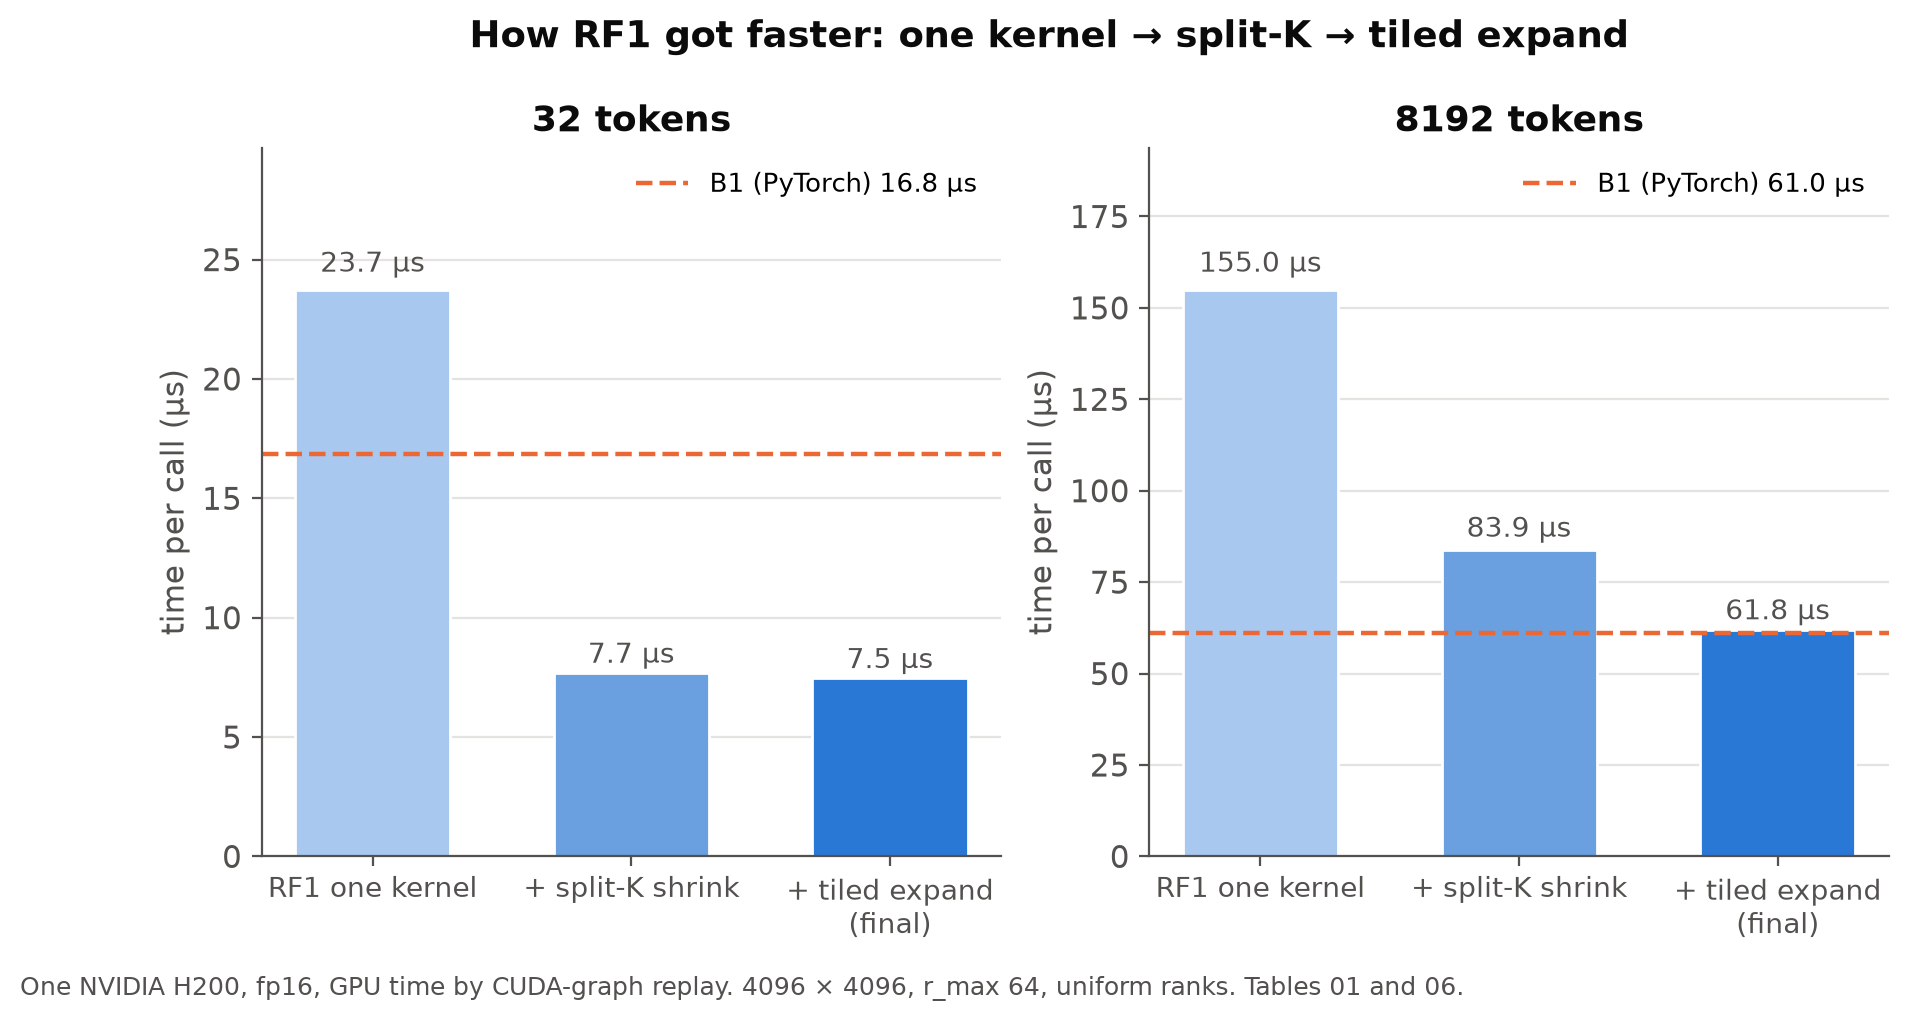 How RF1 got faster: one kernel → split-K → tiled expand
32 tokens
B1 (PyTorch) 16.8 µs
time per call (µs)
25
20
15
10
5
0
23.7 µs
7.7 µs
7.5 µs
RF1 one kernel
+ split-K shrink
+ tiled expand
(final)
8192 tokens
B1 (PyTorch) 61.0 µs
time per call (µs)
175
150
125
100
75
50
25
0
155.0 µs
83.9 µs
61.8 µs
RF1 one kernel
+ split-K shrink
+ tiled expand
(final)
One NVIDIA H200, fp16, GPU time by CUDA-graph replay. 4096 × 4096, r_max 64, uniform ranks. Tables 01 and 06.